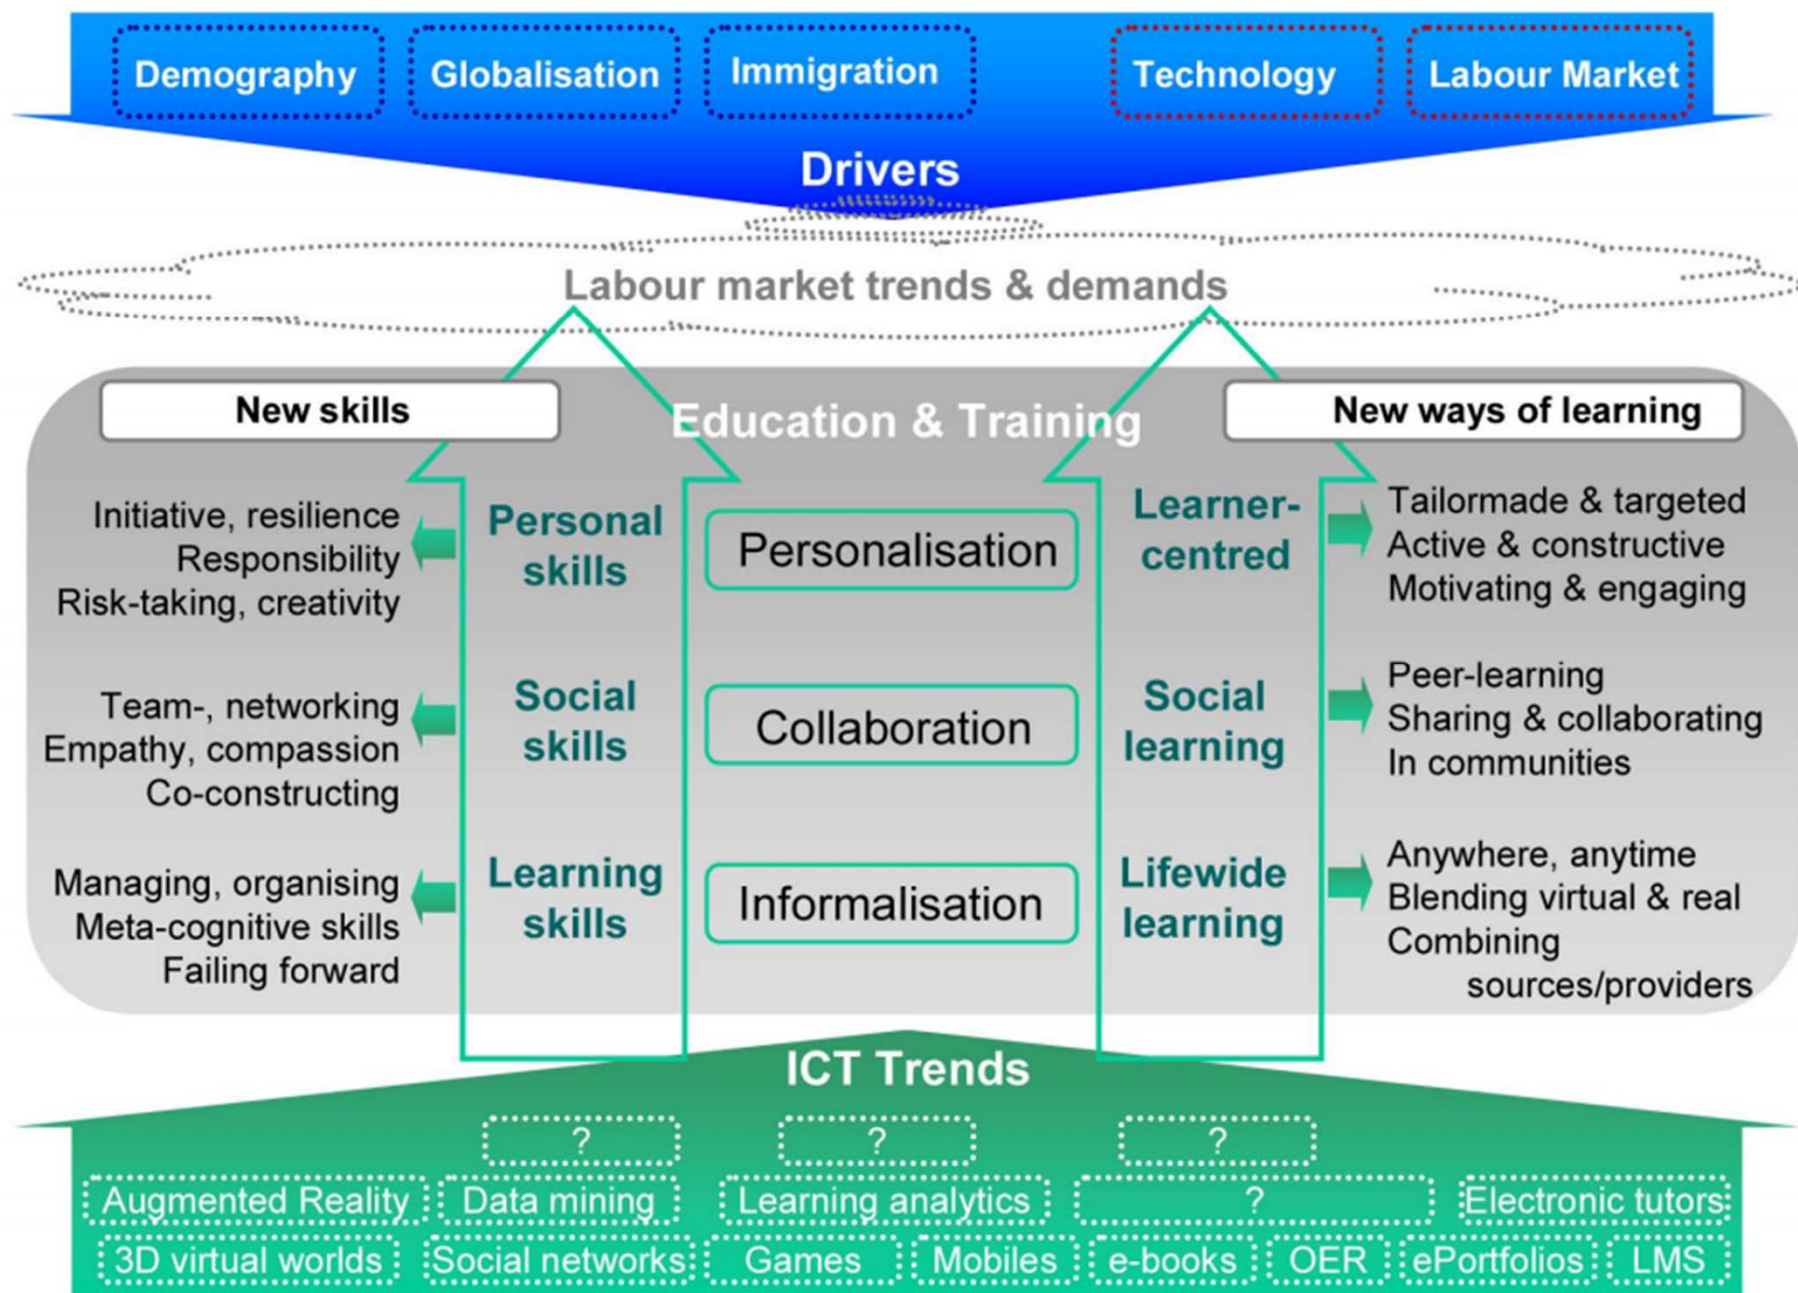 Demography
Globalisation
Immigration
Technology
Labour Market
Drivers
Labour market trends & demands
New skills
Education & Training
New ways of learning
Initiative, resilience
Responsibility
Risk-taking, creativity
Personal
skills
Personalisation
Learner-
centred
Tailormade & targeted
Active & constructive
Motivating & engaging
Team-, networking
Empathy, compassion
Co-constructing
Social
skills
Collaboration
Social
learning
Peer-learning
Sharing & collaborating
In communities
Managing, organising
Meta-cognitive skills
Failing forward
Learning
skills
Informalisation
Lifewide
learning
Anywhere, anytime
Blending virtual & real
Combining
sources/providers
ICT Trends
?
?
?
Augmented Reality
Data mining
Learning analytics
?
Electronic tutors
3D virtual worlds
Social networks
Games
Mobiles
e-books
OER
ePortfolios
LMS